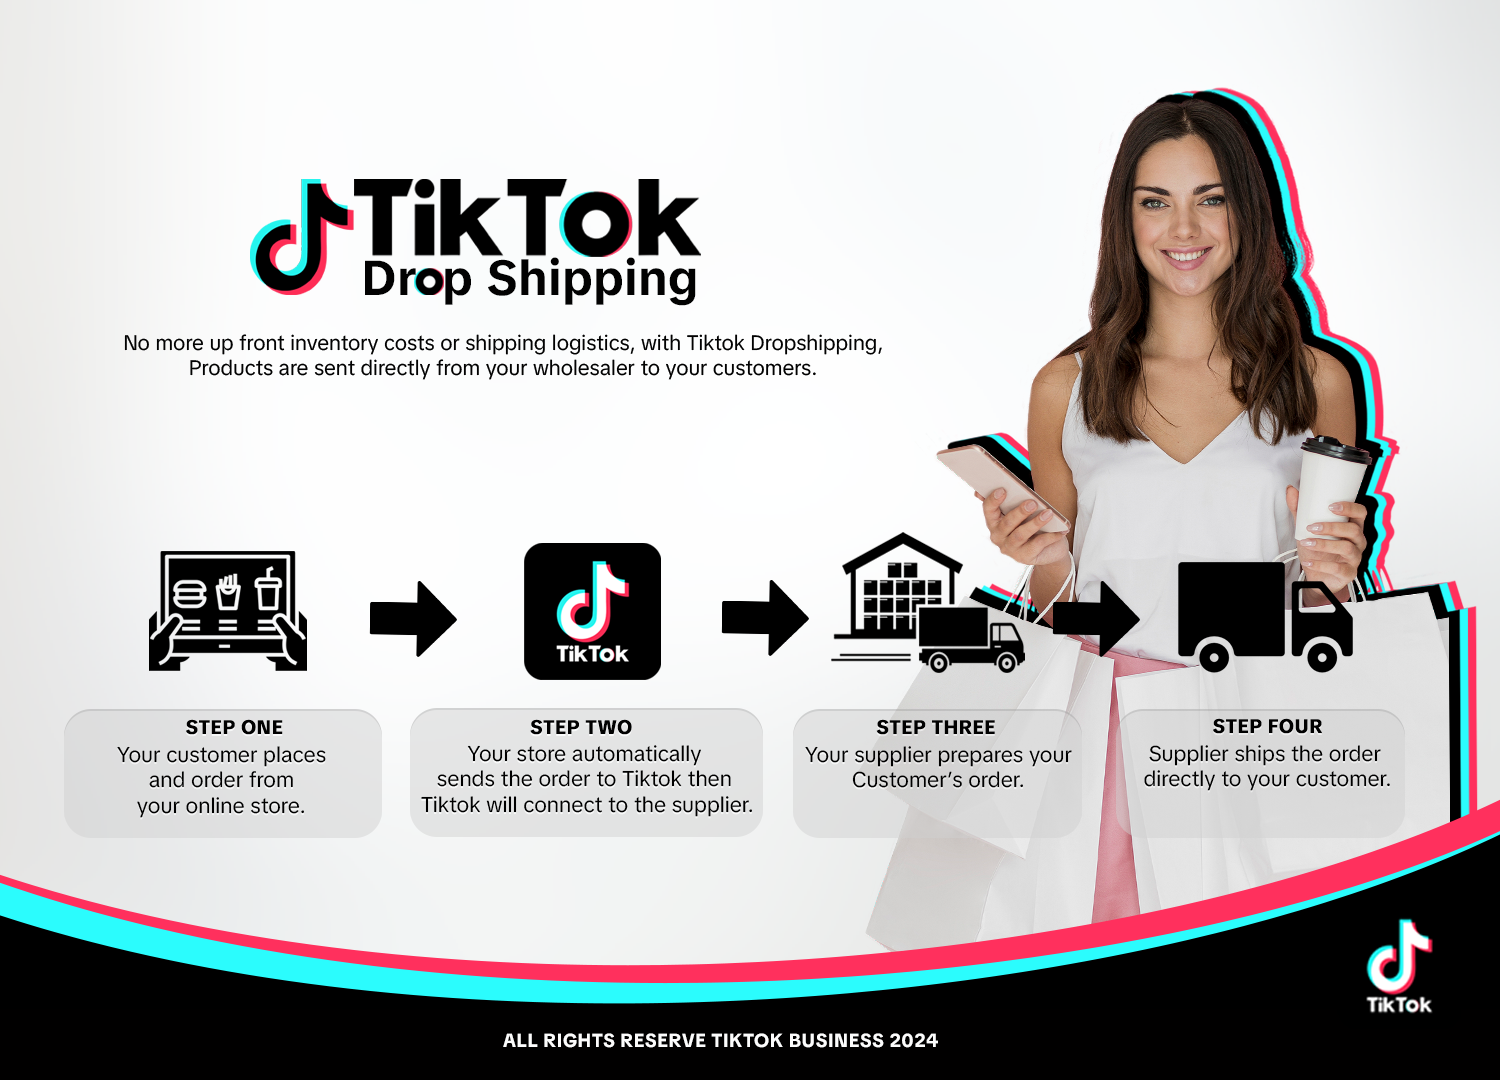 TikTok
Drop Shipping
No more up front inventory costs or shipping logistics, with Tiktok Dropshipping,
Products are sent directly from your wholesaler to your customers.
TikTok
STEP ONE
Your customer places
and order from
your online store.
STEP TWO
Your store automatically
sends the order to Tiktok then
Tiktok will connect to the supplier.
STEP THREE
Your supplier prepares your
Customer's order.
STEP FOUR
Supplier ships the order
directly to your customer.
TikTok
ALL RIGHTS RESERVE TIKTOK BUSINESS 2024